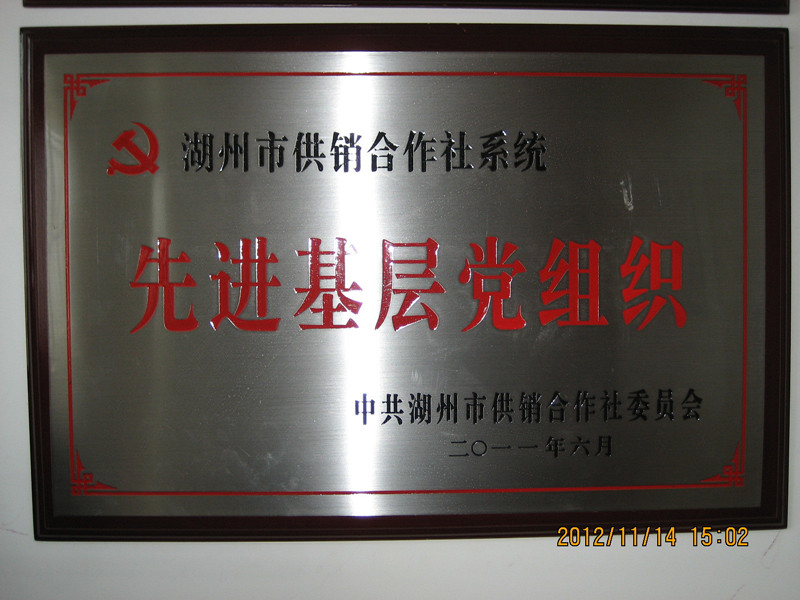 湖州市供销合作社系统
先进基层党组织
中共湖州市供销合作社委员会
二〇一一年六月
2012/11/14 15:02